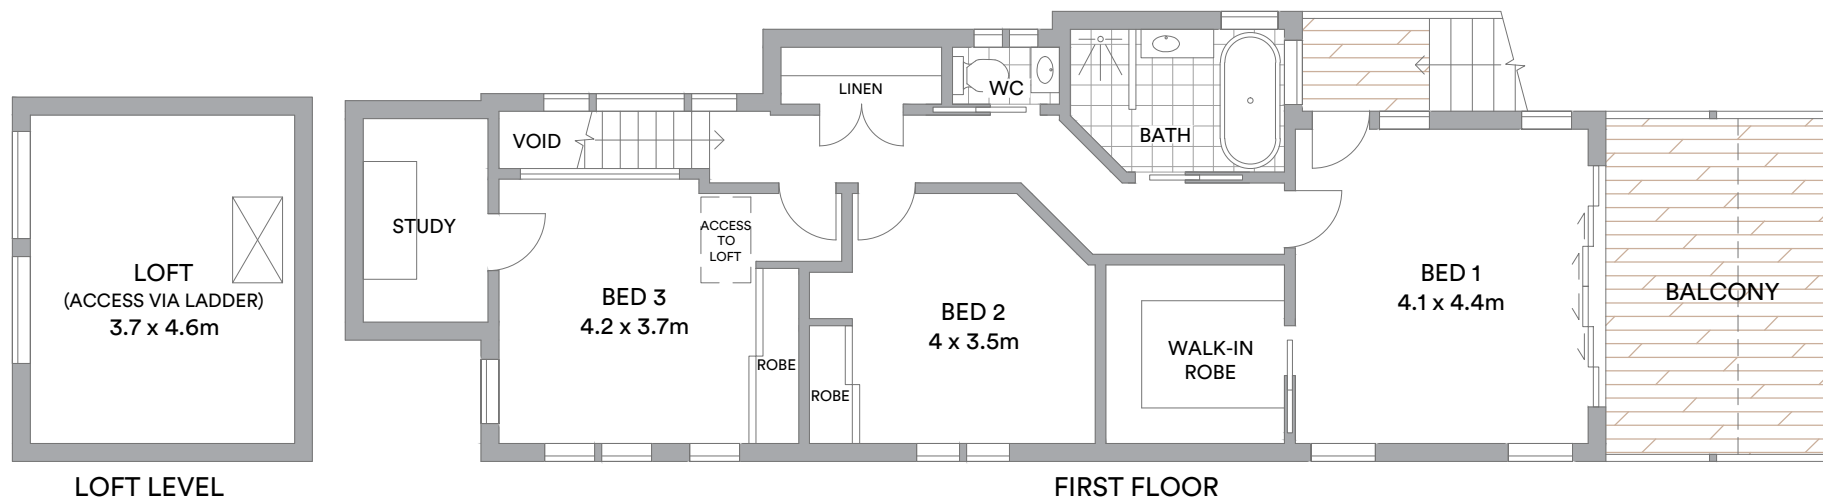 LOFT
(ACCESS VIA LADDER)
3.7 x 4.6m
LOFT LEVEL
STUDY
VOID
BED 3
4.2 x 3.7m
ACCESS
TO
LOFT
ROBE
LINEN
WC
BATH
BED 2
4 x 3.5m
ROBE
WALK-IN
ROBE
BED 1
4.1 x 4.4m
BALCONY
FIRST FLOOR